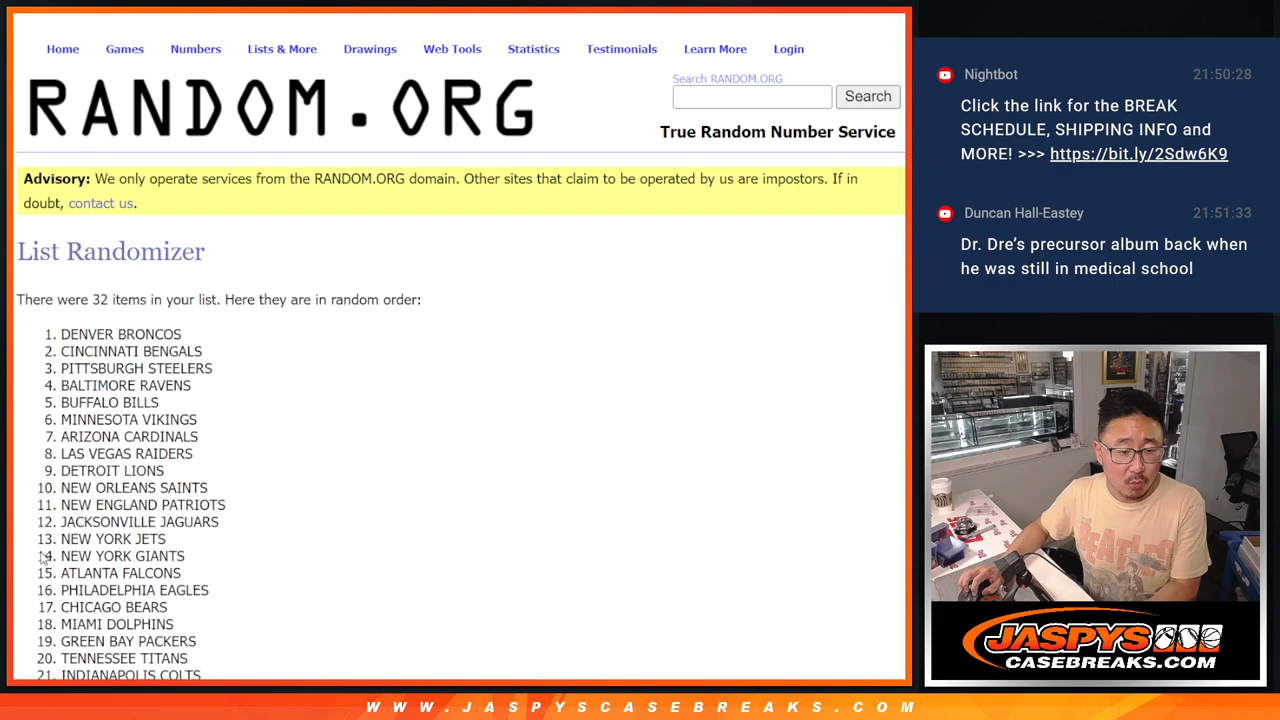 Home Games Numbers Lists & More Drawings Web Tools Statistics Testimonials Learn More Login
RANDOM.ORG
Search RANDOM.ORG
Search
True Random Number Service
Advisory: We only operate services from the RANDOM.ORG domain. Other sites that claim to be operated by us are impostors. If in
doubt, contact us.
List Randomizer
There were 32 items in your list. Here they are in random order:
1. DENVER BRONCOS
2. CINCINNATI BENGALS
3. PITTSBURGH STEELERS
4. BALTIMORE RAVENS
5. BUFFALO BILLS
6. MINNESOTA VIKINGS
7. ARIZONA CARDINALS
8. LAS VEGAS RAIDERS
9. DETROIT LIONS
10. NEW ORLEANS SAINTS
11. NEW ENGLAND PATRIOTS
12. JACKSONVILLE JAGUARS
13. NEW YORK JETS
14. NEW YORK GIANTS
15. ATLANTA FALCONS
16. PHILADELPHIA EAGLES
17. CHICAGO BEARS
18. MIAMI DOLPHINS
19. GREEN BAY PACKERS
20. TENNESSEE TITANS
21. INDIANAPOLIS COLTS
Nightbot 21:50:28
Click the link for the BREAK
SCHEDULE, SHIPPING INFO and
MORE! >>> https://bit.ly/2Sdw6K9
Duncan Hall-Eastey 21:51:33
Dr. Dre's precursor album back when
he was still in medical school
BEATLES
JASPYS
CASEBREAKS.COM
WWW.JASPYSCASEBREAKS.COM